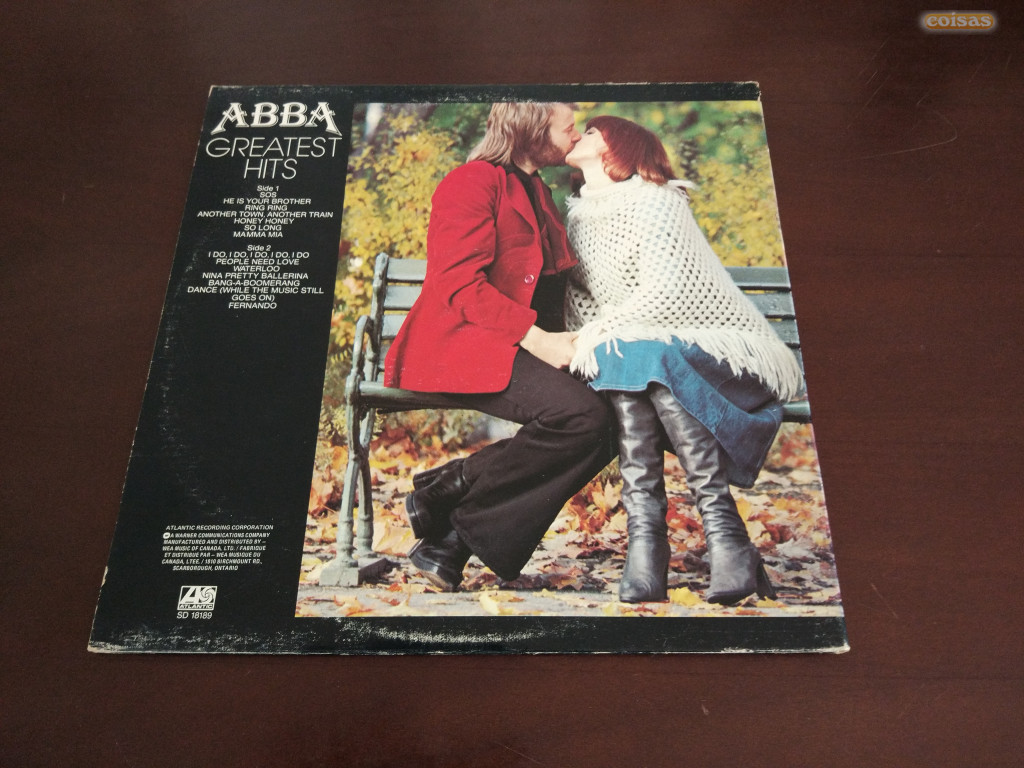 coisas
ABBA
GREATEST
HITS
Side 1
SOS
HE IS YOUR BROTHER
RING RING
ANOTHER TOWN, ANOTHER TRAIN
HONEY HONEY
SO LONG
MAMMA MIA
Side 2
I DO, I DO, I DO, I DO, I DO
PEOPLE NEED LOVE
WATERLOO
NINA PRETTY BALLERINA
BANG-A-BOOMERANG
DANCE (WHILE THE MUSIC STILL
GOES ON)
FERNANDO
ATLANTIC RECORDING CORPORATION
A WARNER COMMUNICATIONS COMPANY
MANUFACTURED AND DISTRIBUTED BY –
WEA MUSIC OF CANADA, LTD. / FABRIQUE
ET DISTRIBUE PAR – WEA MUSIQUE DU
CANADA, LTEE. / 1810 BIRCHMOUNT RD.,
SCARBOROUGH, ONTARIO
ATLANTIC
SD 18189